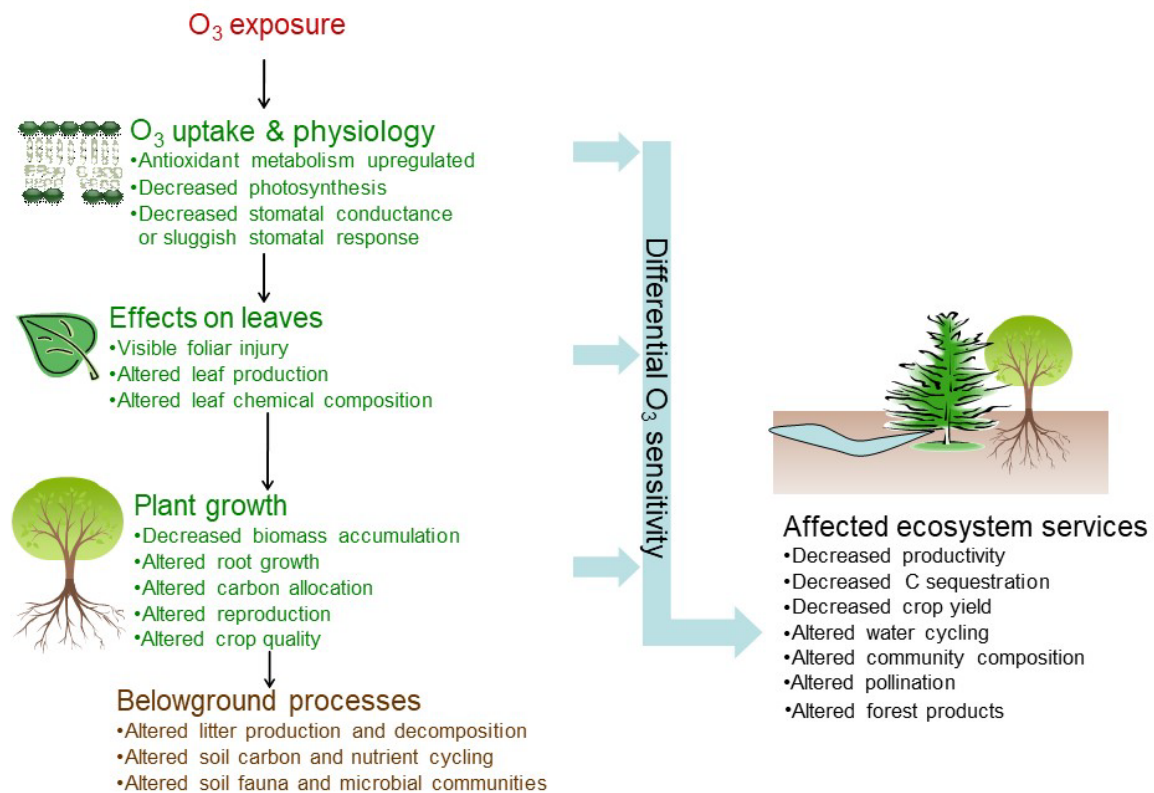 O₃ exposure
O₃ uptake & physiology
•Antioxidant metabolism upregulated
•Decreased photosynthesis
•Decreased stomatal conductance
or sluggish stomatal response
Effects on leaves
•Visible foliar injury
•Altered leaf production
•Altered leaf chemical composition
Plant growth
•Decreased biomass accumulation
•Altered root growth
•Altered carbon allocation
•Altered reproduction
•Altered crop quality
Belowground processes
•Altered litter production and decomposition
•Altered soil carbon and nutrient cycling
•Altered soil fauna and microbial communities
Differential O₃ sensitivity
Affected ecosystem services
•Decreased productivity
•Decreased C sequestration
•Decreased crop yield
•Altered water cycling
•Altered community composition
•Altered pollination
•Altered forest products